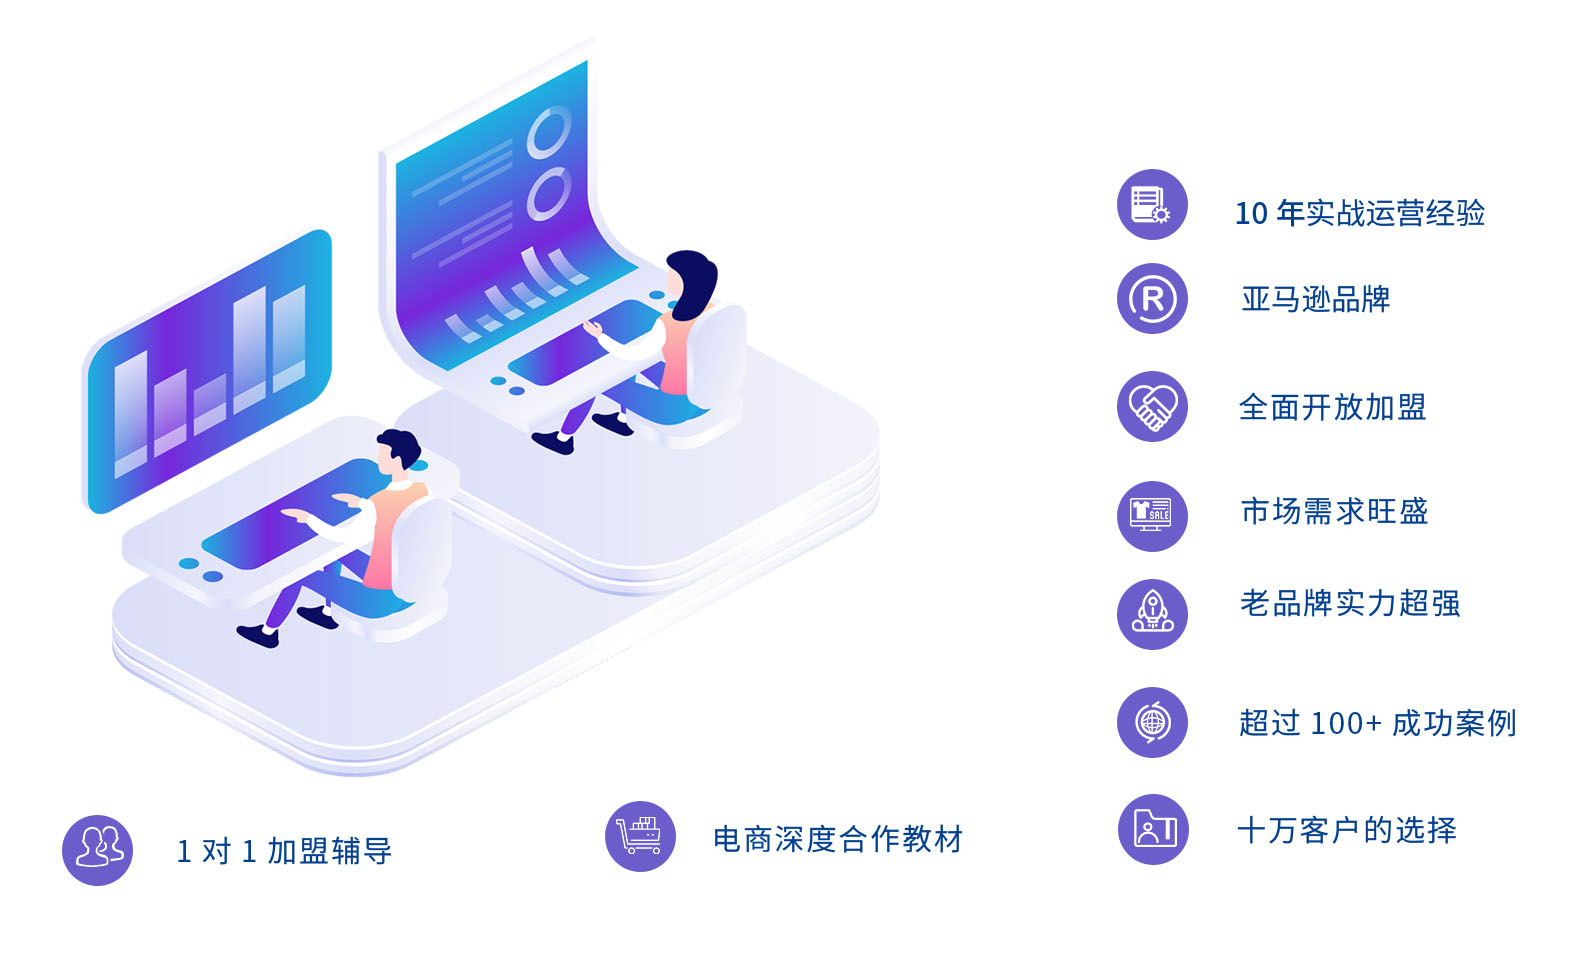 10 年实战运营经验
R
亚马逊品牌
全面开放加盟
SALE
市场需求旺盛
老品牌实力超强
超过 100+ 成功案例
十万客户的选择
1 对 1 加盟辅导
电商深度合作教材